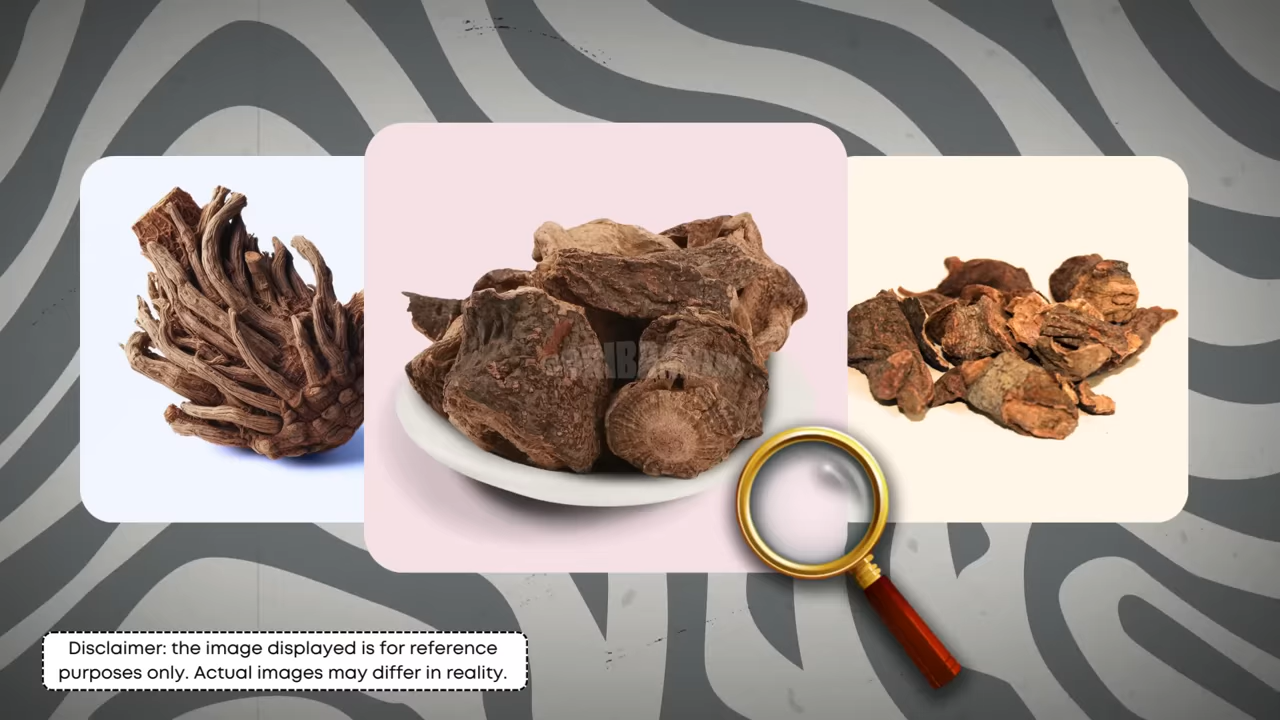 Disclaimer: the image displayed is for reference
purposes only. Actual images may differ in reality.